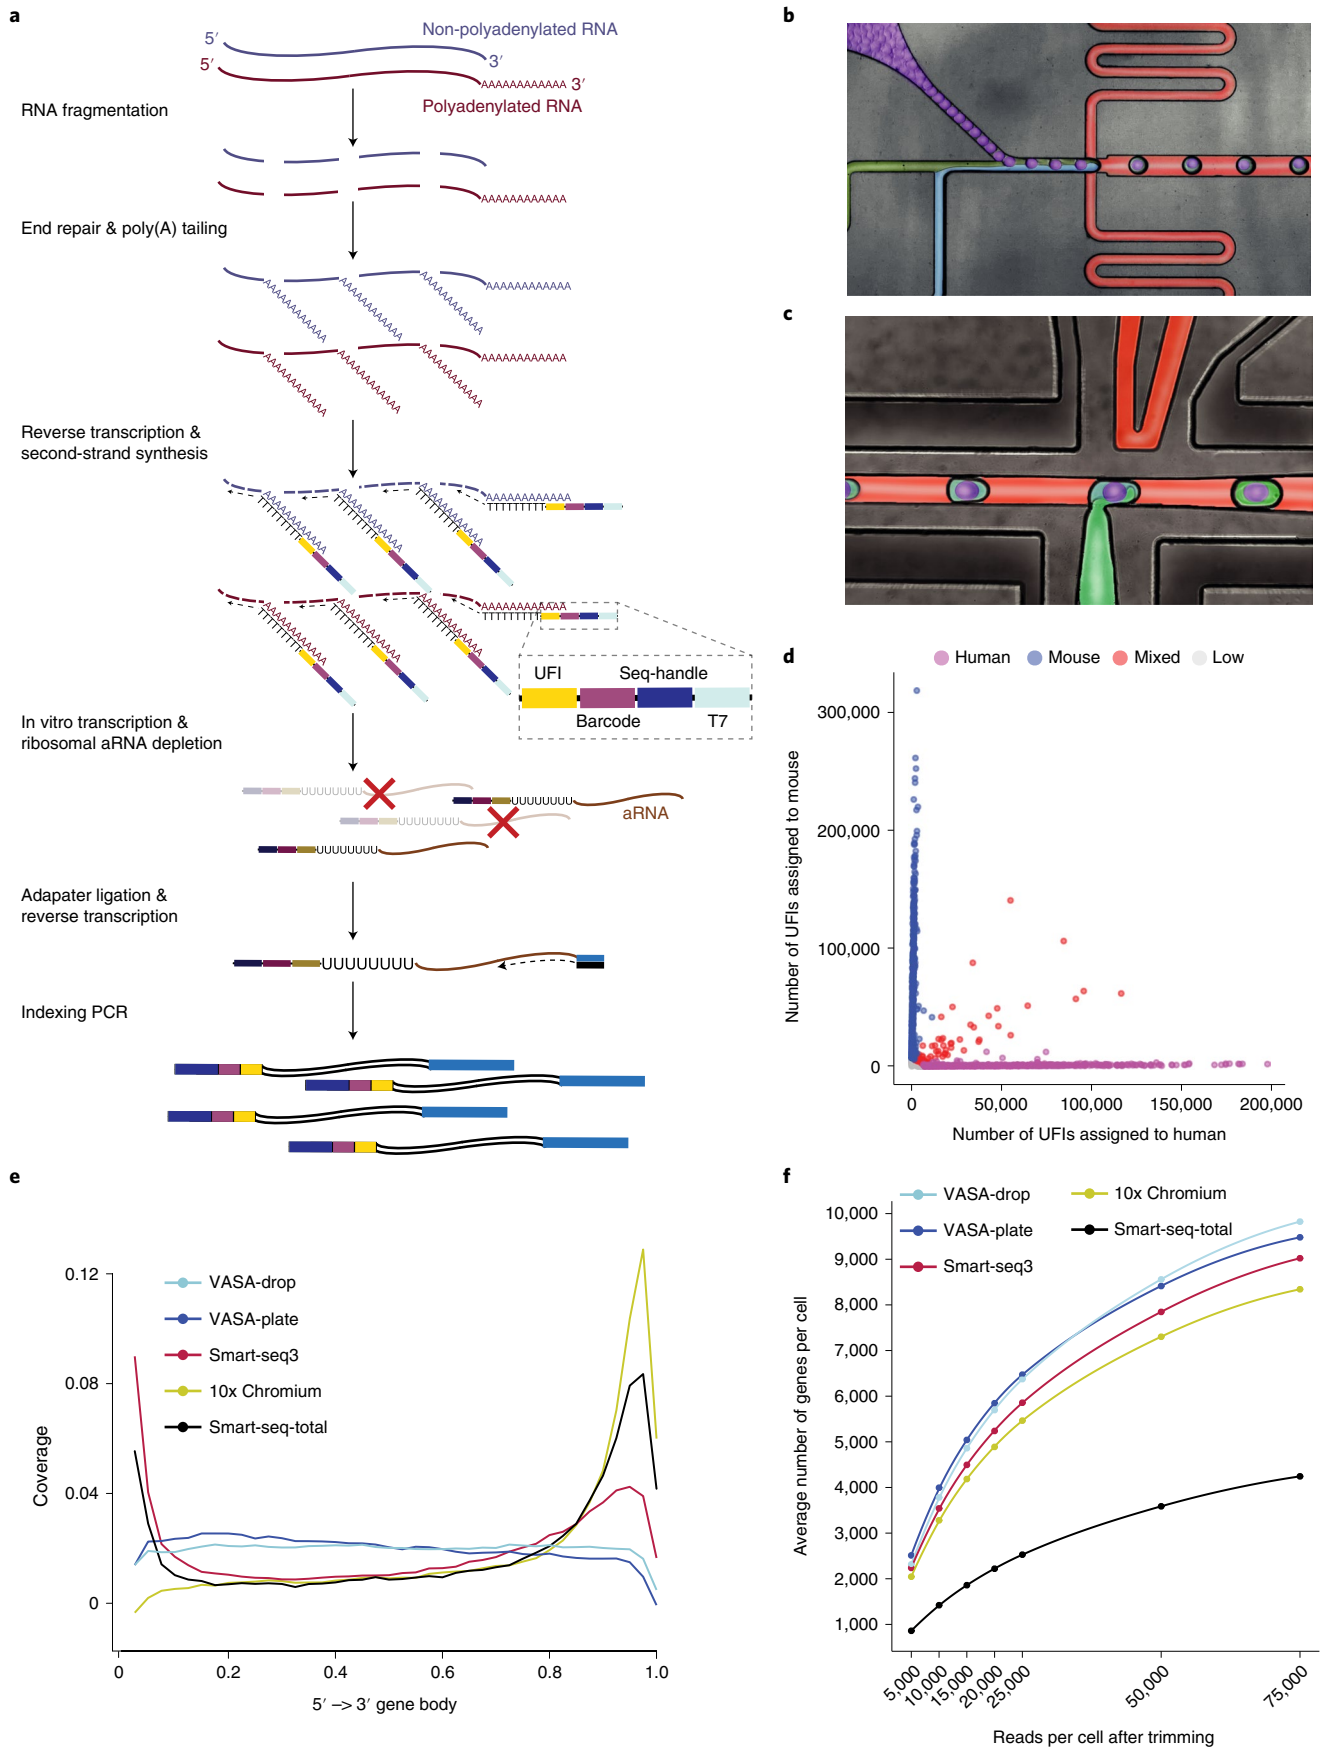 a
5′
Non-polyadenylated RNA
3′
5′
AAAAAAAAAAAA 3′
Polyadenylated RNA
RNA fragmentation
AAAAAAAAAAAA
End repair & poly(A) tailing
AAAAAAAAAAAA
AAAAAAAAAAAA
Reverse transcription &
second-strand synthesis
AAAAAAAAAAAA
AAAAAAAAAAAA
UFI
Seq-handle
Barcode
T7
In vitro transcription &
ribosomal aRNA depletion
UUUUUUUU
UUUUUUUU
aRNA
UUUUUUUU
UUUUUUUU
Adapater ligation &
reverse transcription
UUUUUUUU
Indexing PCR
b
c
d
Human
Mouse
Mixed
Low
Number of UFIs assigned to mouse
300,000
200,000
100,000
0
0
50,000
100,000
150,000
200,000
Number of UFIs assigned to human
e
VASA-drop
VASA-plate
Smart-seq3
10x Chromium
Smart-seq-total
Coverage
0.12
0.08
0.04
0
0
0.2
0.4
0.6
0.8
1.0
5′ –> 3′ gene body
f
VASA-drop
VASA-plate
Smart-seq3
10x Chromium
Smart-seq-total
Average number of genes per cell
10,000
9,000
8,000
7,000
6,000
5,000
4,000
3,000
2,000
1,000
5,000
10,000
15,000
20,000
25,000
50,000
75,000
Reads per cell after trimming